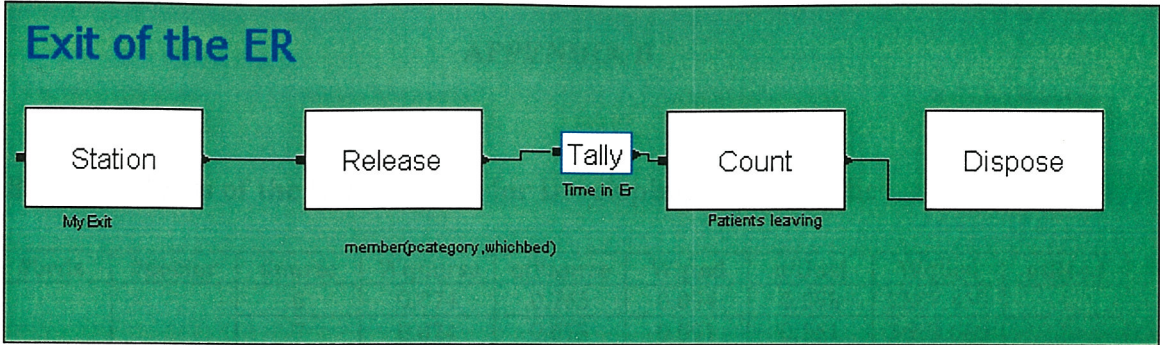 Exit of the ER
Station
Release
Tally
Count
Dispose
My Exit
member(pcategory,whichbed)
Time in Er
Patients leaving